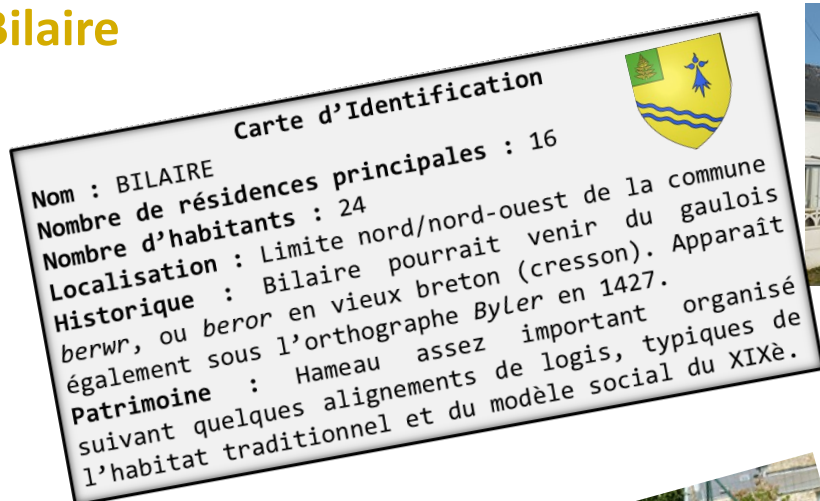 Bilaire
Carte d’Identification
Nom : BILAIRE
Nombre de résidences principales : 16
Nombre d’habitants : 24
Localisation : Limite nord/nord-ouest de la commune
Historique : Bilaire pourrait venir du gaulois
berwr, ou beror en vieux breton (cresson). Apparaît
également sous l’orthographe Byler en 1427.
Patrimoine : Hameau assez important organisé
suivant quelques alignements de logis, typiques de
l’habitat traditionnel et du modèle social du XIXè.